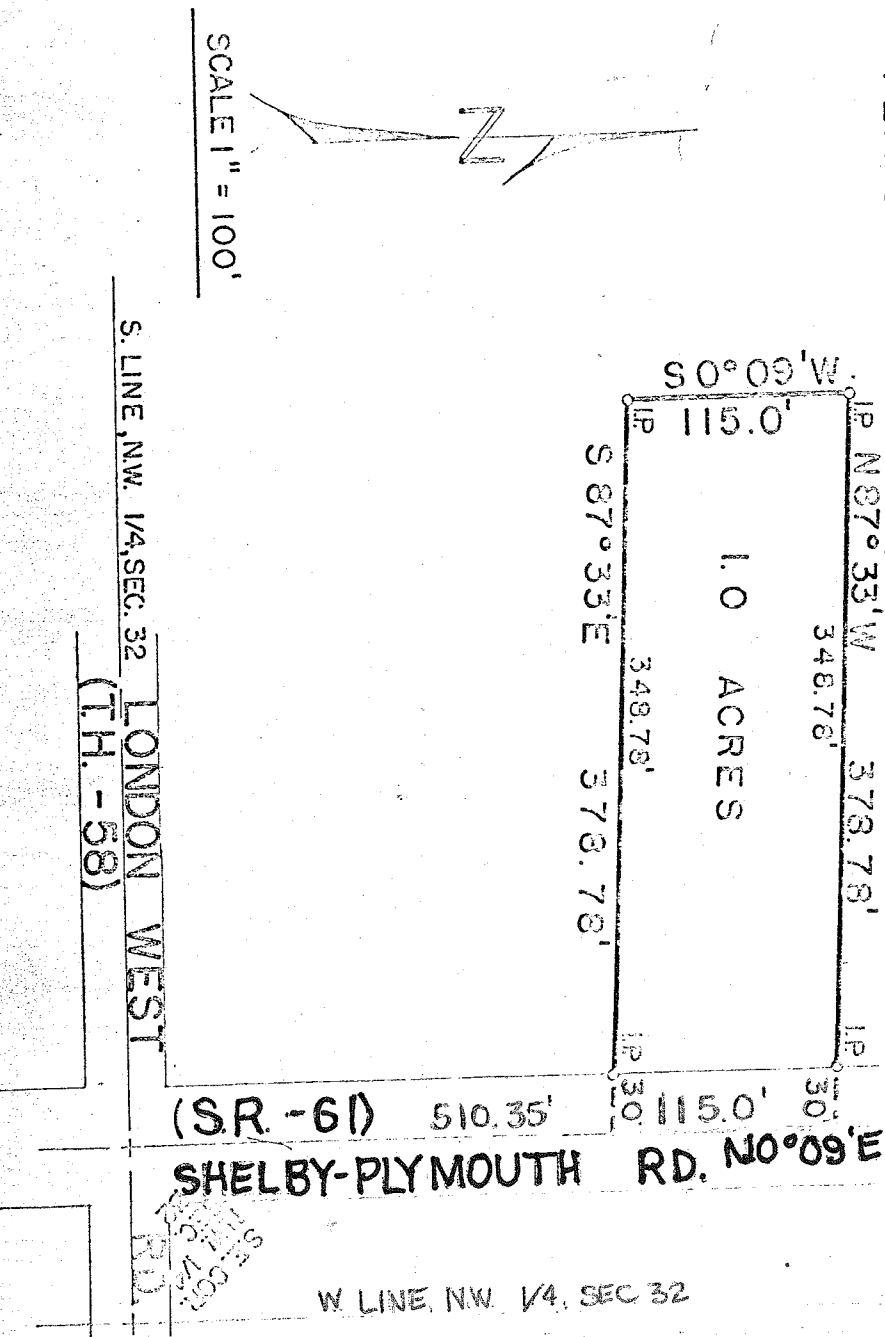 SCALE 1" = 100'
N
S 0° 09' W
115.0'
I.P.
I.P.
N 87° 33' W 378.78'
348.78'
1.0 ACRES
348.78'
S 87° 33' E 378.78'
I.P.
I.P.
30'
115.0'
30'
510.35'
(S.R. -61)
SHELBY-PLYMOUTH RD. N0°09'E
S. LINE, N.W. 1/4, SEC. 32
LONDON WEST RD.
(T.H. - 58)
S.E. COR.
W. LINE, N.W. 1/4, SEC 32